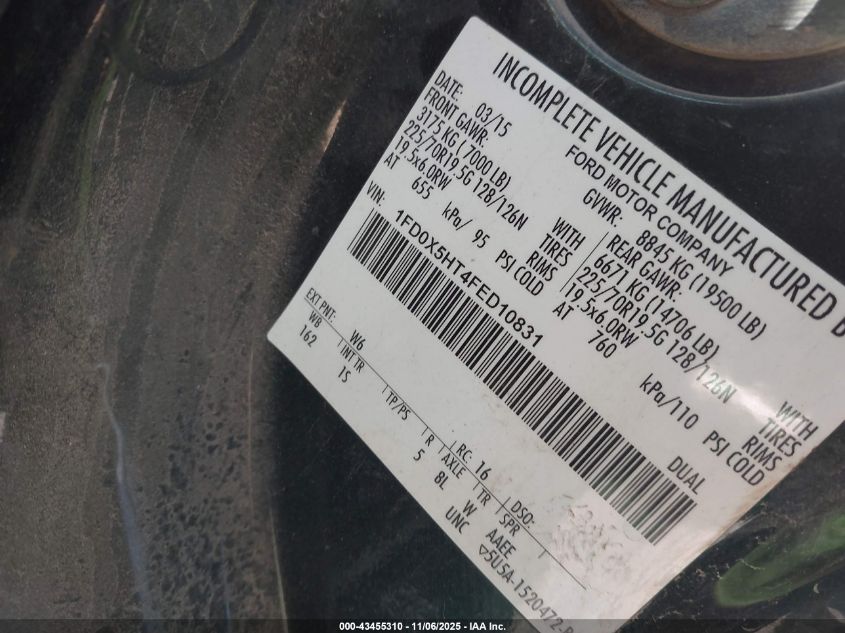 INCOMPLETE VEHICLE MANUFACTURED
FORD MOTOR COMPANY
DATE: 03/15
GVWR: 8845 KG (19500 LB)
FRONT GAWR:
3175 KG (7000 LB)
225/70R19.5G 128/126N WITH TIRES
19.5x6.0RW RIMS
AT 655 kPa/ 95 PSI COLD
REAR GAWR:
6671 KG (14706 LB) WITH
225/70R19.5G 128/126N TIRES
19.5x6.0RW RIMS
AT 760 kPa/110 PSI COLD
DUAL
VIN: 1FD0X5HT4FED10831
EXT PNT: W6
RC: 16
DSO:
WB INT TR TP/PS R AXLE TR SPR
162 15 5 8L W AAEE
UNC
▽5U5A-1520472-
000-43455310 - 11/06/2025 - IAA Inc.